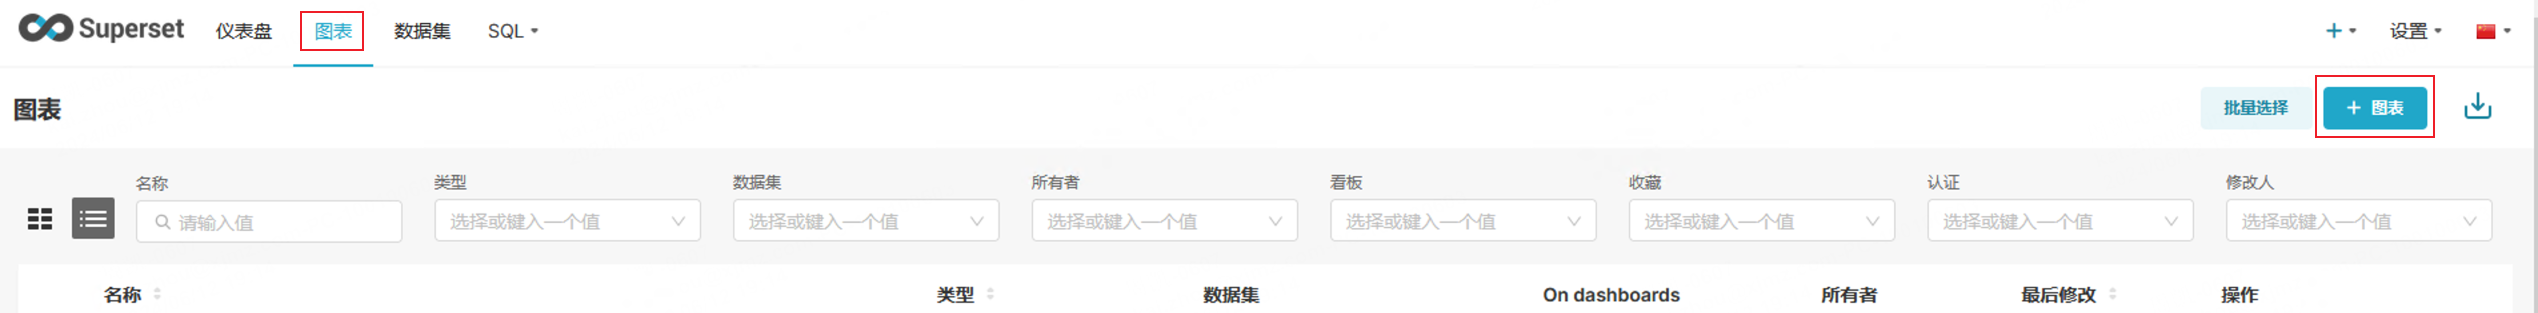 Superset 仪表盘 图表 数据集 SQL 设置
图表 批量选择 + 图表
名称 类型 数据集 所有者 看板 收藏 认证 修改人
请输入值 选择或键入一个值 选择或键入一个值 选择或键入一个值 选择或键入一个值 选择或键入一个值 选择或键入一个值 选择或键入一个值
名称 类型 数据集 On dashboards 所有者 最后修改 操作